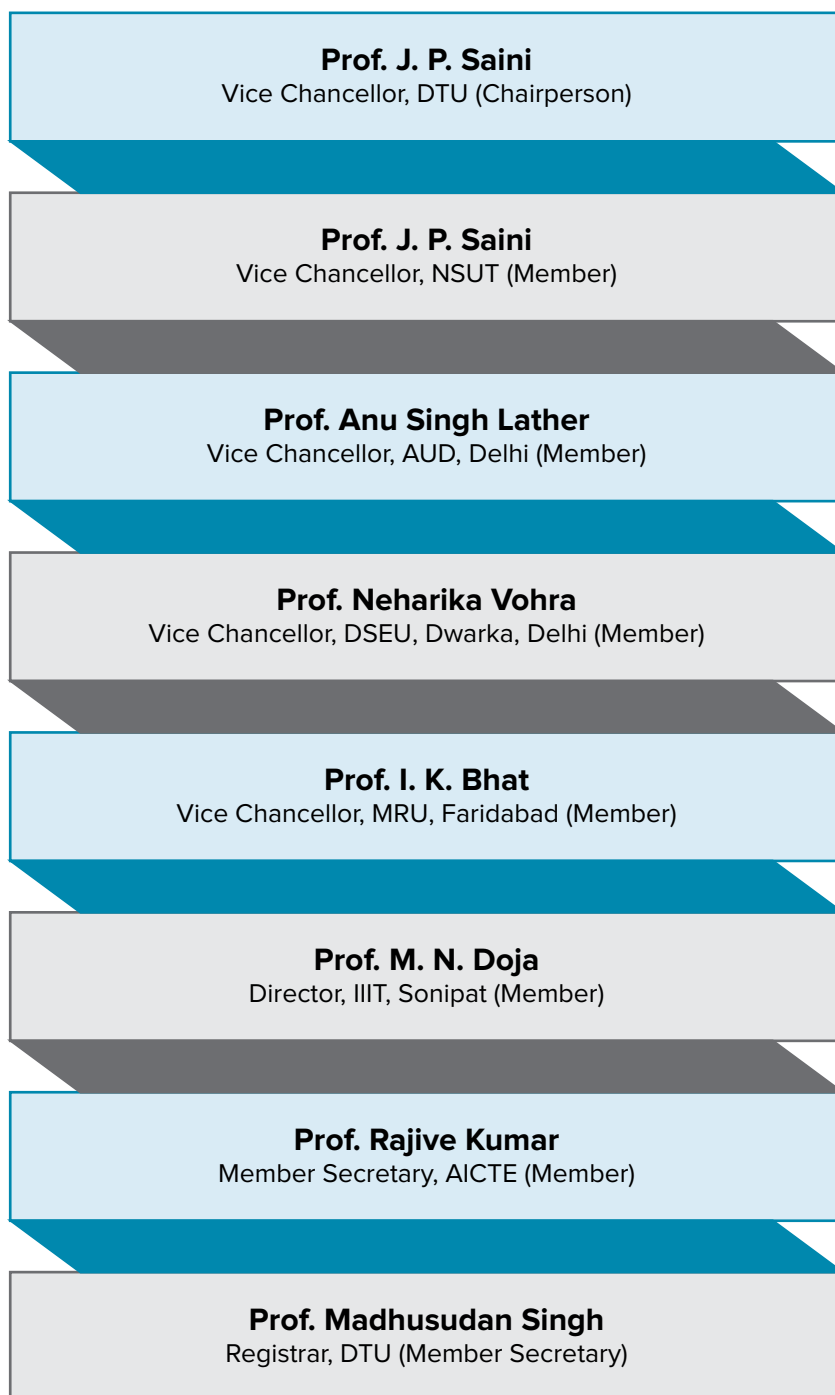 Prof. J. P. Saini
Vice Chancellor, DTU (Chairperson)
Prof. J. P. Saini
Vice Chancellor, NSUT (Member)
Prof. Anu Singh Lather
Vice Chancellor, AUD, Delhi (Member)
Prof. Neharika Vohra
Vice Chancellor, DSEU, Dwarka, Delhi (Member)
Prof. I. K. Bhat
Vice Chancellor, MRU, Faridabad (Member)
Prof. M. N. Doja
Director, IIIT, Sonipat (Member)
Prof. Rajive Kumar
Member Secretary, AICTE (Member)
Prof. Madhusudan Singh
Registrar, DTU (Member Secretary)